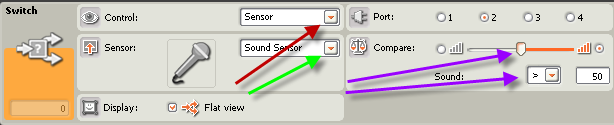 Switch
Control:
Sensor
Port:
1
2
3
4
Sensor:
Sound Sensor
Compare:
Sound:
>
50
0
Display:
Flat view